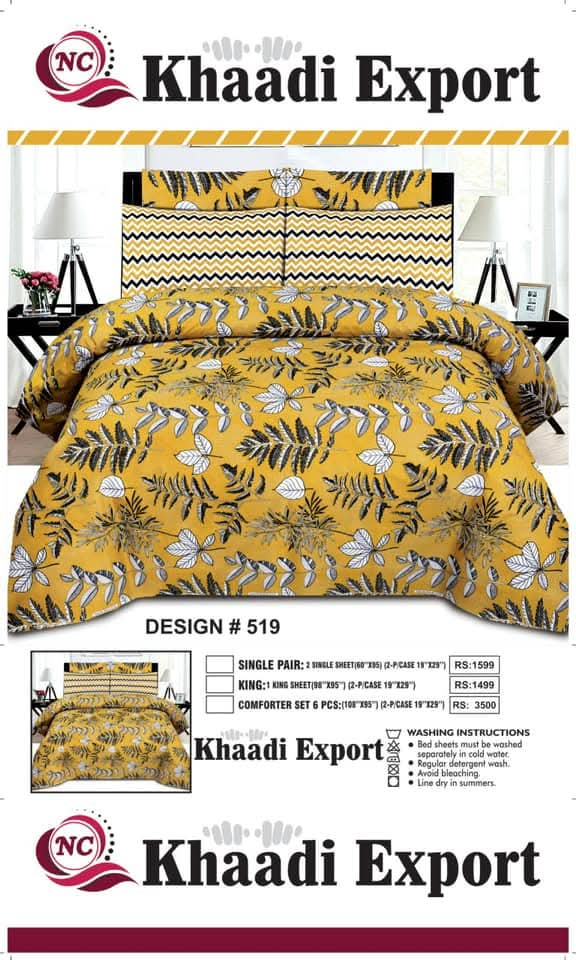 NC
Khaadi Export
DESIGN # 519
SINGLE PAIR: 2 SINGLE SHEET(60"X95) (2-P/CASE 19"X29") RS:1599
KING:1 KING SHEET(98"X95") (2-P/CASE 19"X29") RS:1499
COMFORTER SET 6 PCS:(108"X95") (2-P/CASE 19"X29") RS: 3500
Khaadi Export
WASHING INSTRUCTIONS
● Bed sheets must be washed
separately in cold water.
● Regular detergent wash.
● Avoid bleaching.
● Line dry in summers.
NC
Khaadi Export